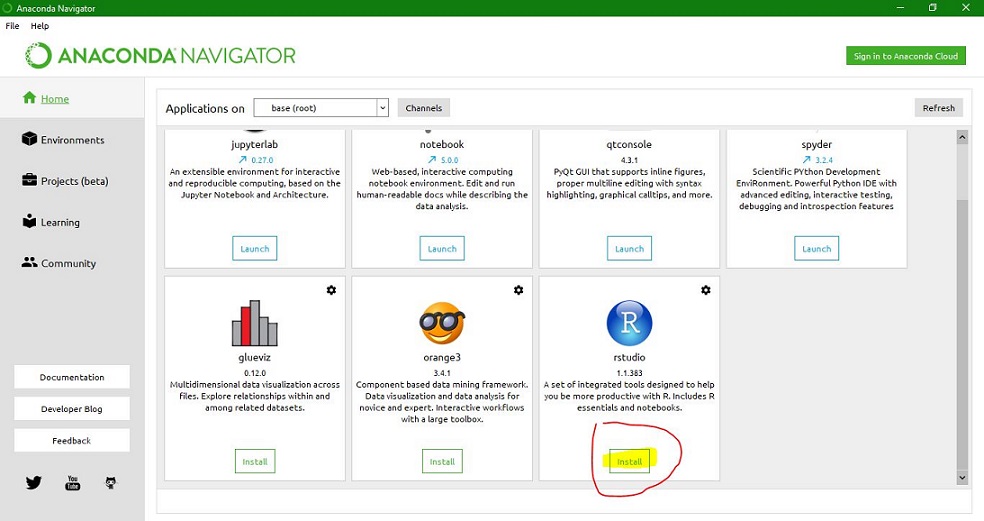 Anaconda Navigator
File Help
ANACONDA NAVIGATOR
Sign in to Anaconda Cloud
Home
Environments
Projects (beta)
Learning
Community
Documentation
Developer Blog
Feedback
You
Tube
Applications on base (root) Channels Refresh
jupyterlab
0.27.0
An extensible environment for interactive
and reproducible computing, based on the
Jupyter Notebook and Architecture.
Launch
notebook
5.0.0
Web-based, interactive computing
notebook environment. Edit and run
human-readable docs while describing the
data analysis.
Launch
qtconsole
4.3.1
PyQt GUI that supports inline figures,
proper multiline editing with syntax
highlighting, graphical calltips, and more.
Launch
spyder
3.2.4
Scientific PYthon Development
EnviRonment. Powerful Python IDE with
advanced editing, interactive testing,
debugging and introspection features
Launch
glueviz
0.12.0
Multidimensional data visualization across
files. Explore relationships within and
among related datasets.
Install
orange3
3.4.1
Component based data mining framework.
Data visualization and data analysis for
novice and expert. Interactive workflows
with a large toolbox.
Install
R
rstudio
1.1.383
A set of integrated tools designed to help
you be more productive with R. Includes R
essentials and notebooks.
Install